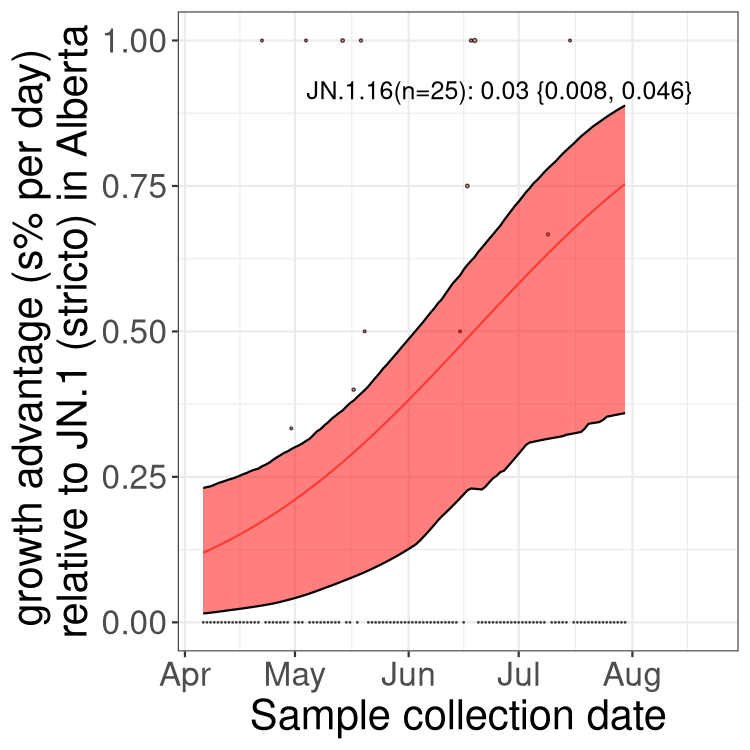 growth advantage (s% per day)
relative to JN.1 (stricto) in Alberta
1.00
0.75
0.50
0.25
0.00
JN.1.16(n=25): 0.03 {0.008, 0.046}
Apr May Jun Jul Aug
Sample collection date